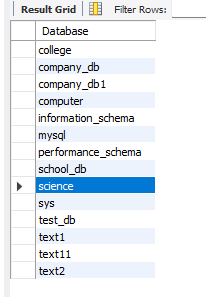 Result Grid Filter Rows:
Database
college
company_db
company_db1
computer
information_schema
mysql
performance_schema
school_db
science
sys
test_db
text1
text11
text2